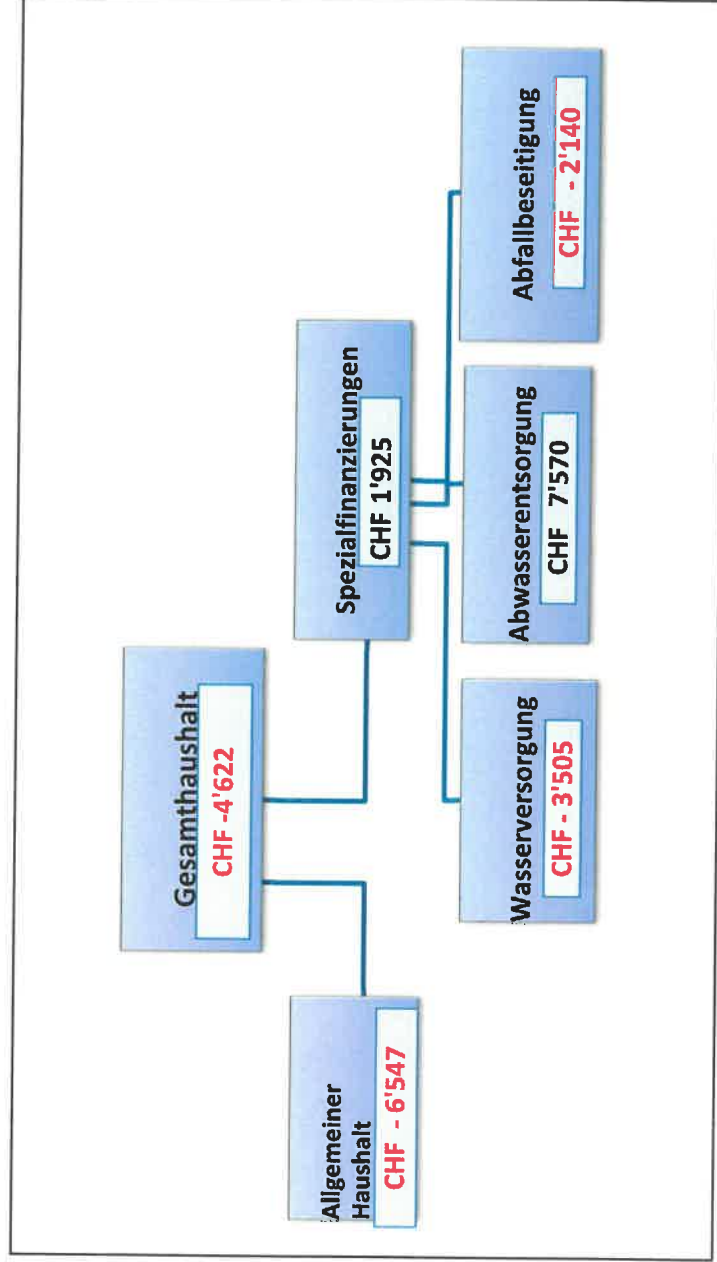 Gesamthaushalt
CHF -4'622
Allgemeiner
Haushalt
CHF - 6'547
Spezialfinanzierungen
CHF 1'925
Wasserversorgung
CHF - 3'505
Abwasserentsorgung
CHF 7'570
Abfallbeseitigung
CHF - 2'140